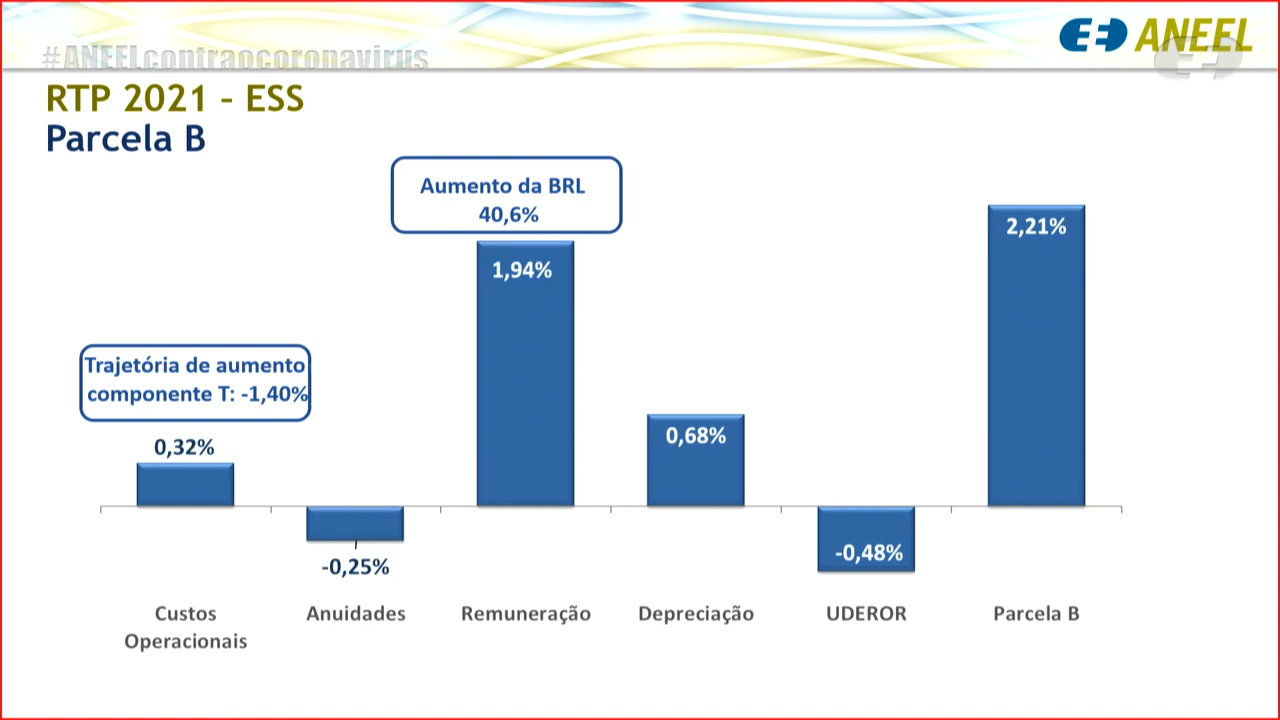 #ANEELcontraocoronavirus
ANEEL
RTP 2021 - ESS
Parcela B
Aumento da BRL
40,6%
2,21%
1,94%
Trajetória de aumento
componente T: -1,40%
0,32%
0,68%
-0,25%
-0,48%
Custos
Operacionais
Anuidades
Remuneração
Depreciação
UDEROR
Parcela B